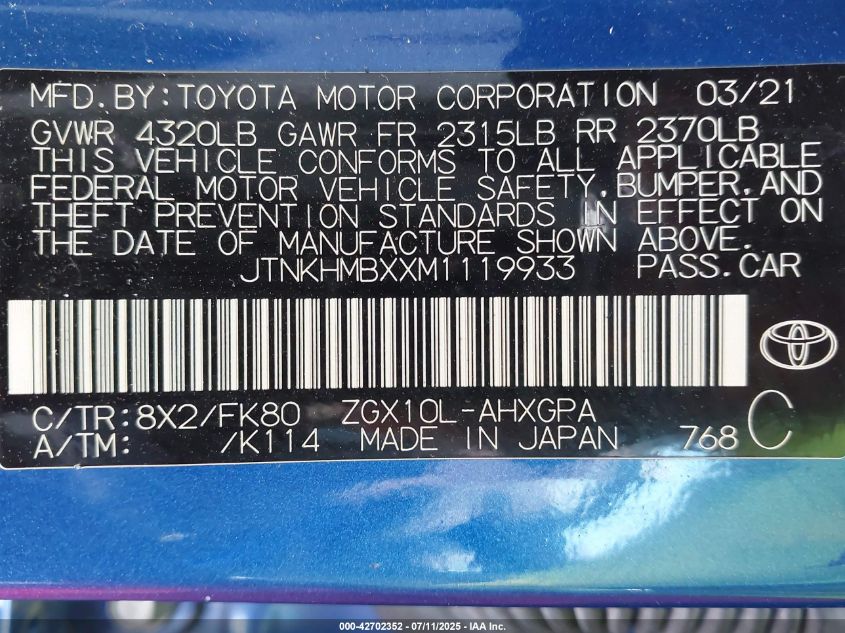 MFD. BY: TOYOTA MOTOR CORPORATION 03/21
GVWR 4320LB GAWR FR 2315LB RR 2370LB
THIS VEHICLE CONFORMS TO ALL APPLICABLE
FEDERAL MOTOR VEHICLE SAFETY, BUMPER, AND
THEFT PREVENTION STANDARDS IN EFFECT ON
THE DATE OF MANUFACTURE SHOWN ABOVE.
JTNKHMBXXM1119933 PASS.CAR
C/TR: 8X2/FK80 ZGX10L-AHXGPA
A/TM: /K114 MADE IN JAPAN 768 C
000-42702352 - 07/11/2025 - IAA Inc.